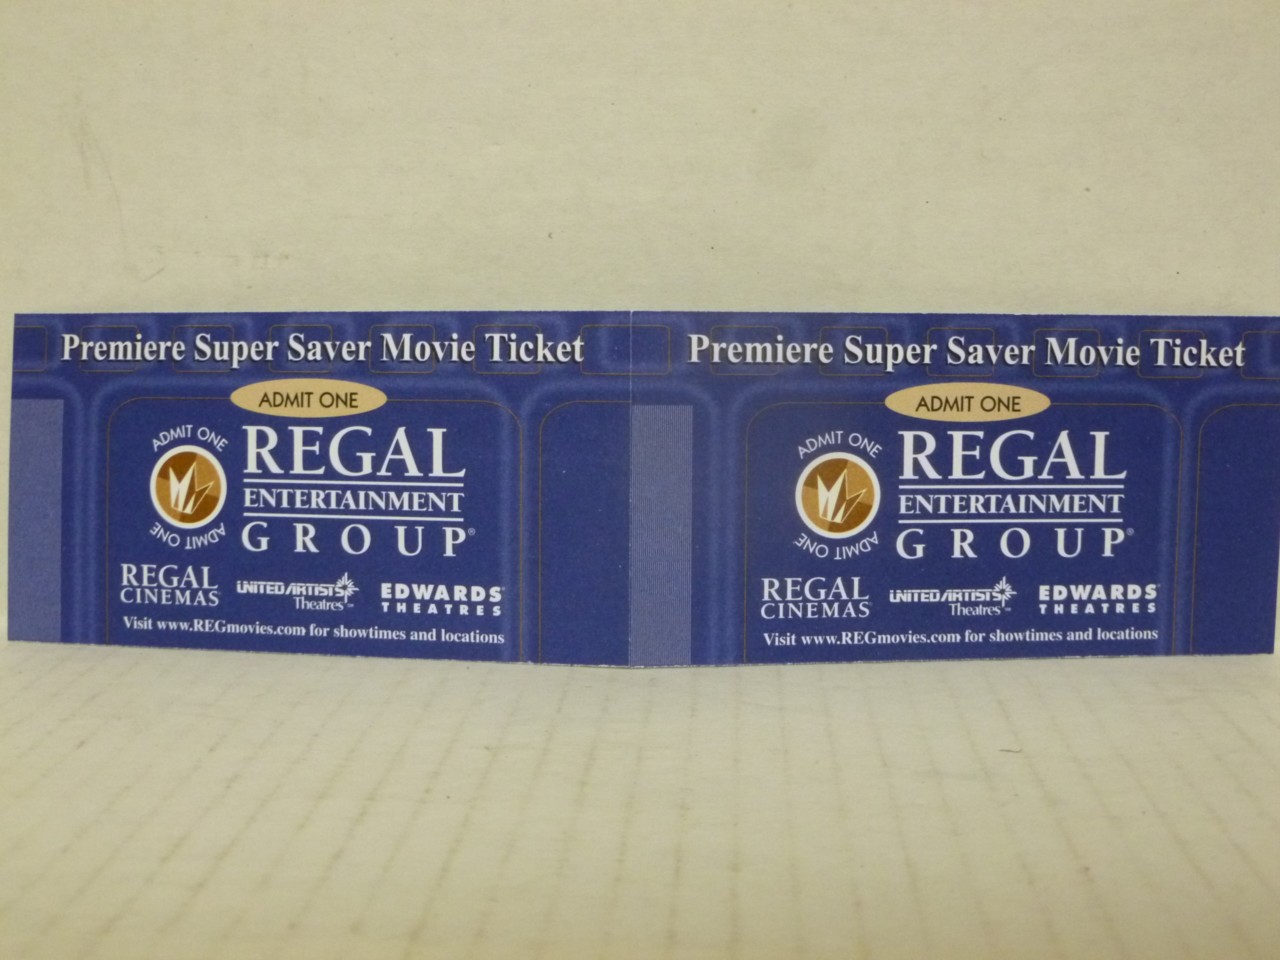 Premiere Super Saver Movie Ticket
ADMIT ONE
ADMIT ONE
ADMIT ONE
REGAL
ENTERTAINMENT
GROUP®
REGAL
CINEMAS
UNITED ARTISTS
Theatres℠
EDWARDS®
THEATRES
Visit www.REGmovies.com for showtimes and locations
Premiere Super Saver Movie Ticket
ADMIT ONE
ADMIT ONE
ADMIT ONE
REGAL
ENTERTAINMENT
GROUP®
REGAL
CINEMAS
UNITED ARTISTS
Theatres℠
EDWARDS®
THEATRES
Visit www.REGmovies.com for showtimes and locations